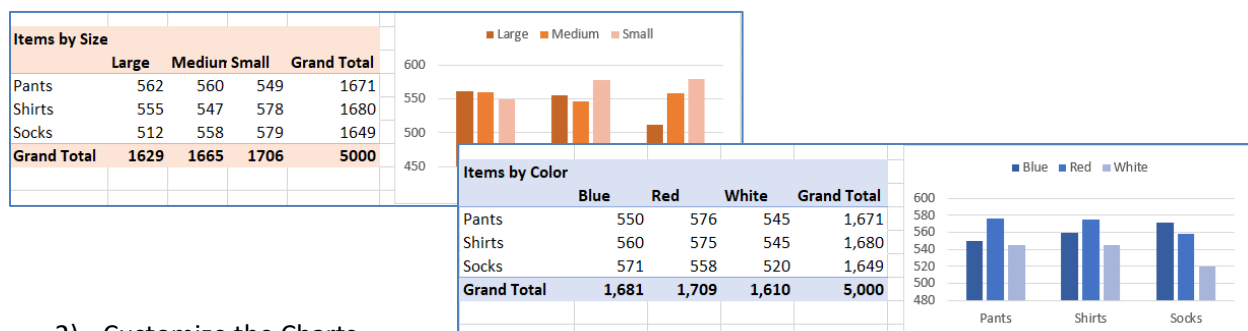 Items by Size
Large Mediun Small Grand Total
Pants 562 560 549 1671
Shirts 555 547 578 1680
Socks 512 558 579 1649
Grand Total 1629 1665 1706 5000
Large Medium Small
600
550
500
450
Items by Color
Blue Red White Grand Total
Pants 550 576 545 1,671
Shirts 560 575 545 1,680
Socks 571 558 520 1,649
Grand Total 1,681 1,709 1,610 5,000
Blue Red White
600
580
560
540
520
500
480
Pants Shirts Socks
Customize the Charts